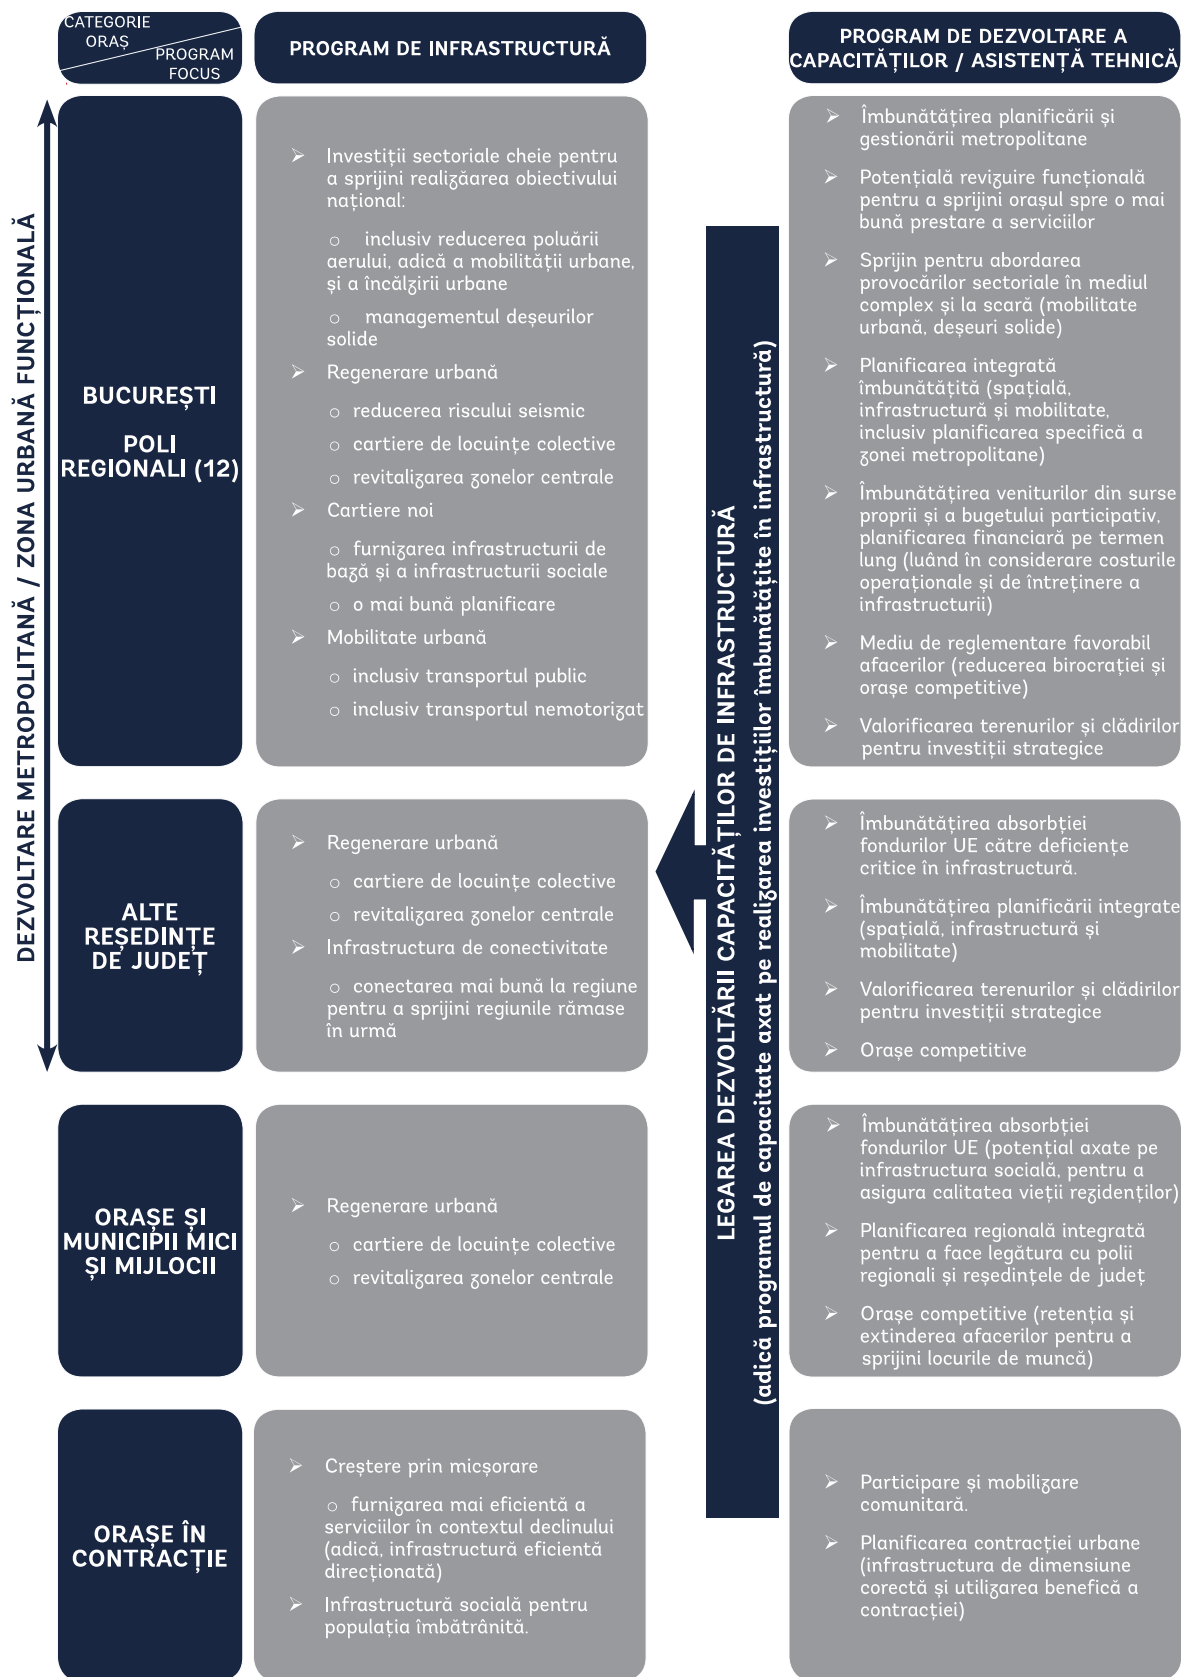 CATEGORIE
ORAȘ
PROGRAM
FOCUS
PROGRAM DE INFRASTRUCTURĂ
PROGRAM DE DEZVOLTARE A
CAPACITĂȚILOR / ASISTENȚĂ TEHNICĂ
DEZVOLTARE METROPOLITANĂ / ZONA URBANĂ FUNCȚIONALĂ
BUCUREȘTI
POLI
REGIONALI (12)
➢ Investiții sectoriale cheie pentru
a sprijini realizăarea obiectivului
național:
○ inclusiv reducerea poluării
aerului, adică a mobilității urbane,
și a încălzirii urbane
○ managementul deșeurilor
solide
➢ Regenerare urbană
○ reducerea riscului seismic
○ cartiere de locuințe colective
○ revitalizarea zonelor centrale
➢ Cartiere noi
○ furnizarea infrastructurii de
bază și a infrastructurii sociale
○ o mai bună planificare
➢ Mobilitate urbană
○ inclusiv transportul public
○ inclusiv transportul nemotorizat
➢ Îmbunătățirea planificării și
gestionării metropolitane
➢ Potențială revizuire funcțională
pentru a sprijini orașul spre o mai
bună prestare a serviciilor
➢ Sprijin pentru abordarea
provocărilor sectoriale în mediul
complex și la scară (mobilitate
urbană, deșeuri solide)
➢ Planificarea integrată
îmbunătățită (spațială,
infrastructură și mobilitate,
inclusiv planificarea specifică a
zonei metropolitane)
➢ Îmbunătățirea veniturilor din surse
proprii și a bugetului participativ,
planificarea financiară pe termen
lung (luând în considerare costurile
operaționale și de întreținere a
infrastructurii)
➢ Mediu de reglementare favorabil
afacerilor (reducerea birocrației și
orașe competitive)
➢ Valorificarea terenurilor și clădirilor
pentru investiții strategice
LEGAREA DEZVOLTĂRII CAPACITĂȚILOR DE INFRASTRUCTURĂ
(adică programul de capacitate axat pe realizarea investițiilor îmbunătățite în infrastructură)
ALTE
REȘEDINȚE
DE JUDEȚ
➢ Regenerare urbană
○ cartiere de locuințe colective
○ revitalizarea zonelor centrale
➢ Infrastructura de conectivitate
○ conectarea mai bună la regiune
pentru a sprijini regiunile rămase
în urmă
➢ Îmbunătățirea absorbției
fondurilor UE către deficiențe
critice în infrastructură.
➢ Îmbunătățirea planificării integrate
(spațială, infrastructură și
mobilitate)
➢ Valorificarea terenurilor și clădirilor
pentru investiții strategice
➢ Orașe competitive
ORAȘE ȘI
MUNICIPII MICI
ȘI MIJLOCII
➢ Regenerare urbană
○ cartiere de locuințe colective
○ revitalizarea zonelor centrale
➢ Îmbunătățirea absorbției
fondurilor UE (potențial axate pe
infrastructura socială, pentru a
asigura calitatea vieții rezidenților)
➢ Planificarea regională integrată
pentru a face legătura cu polii
regionali și reședințele de județ
➢ Orașe competitive (retenția și
extinderea afacerilor pentru a
sprijini locurile de muncă)
ORAȘE ÎN
CONTRACȚIE
➢ Creștere prin micșorare
○ furnizarea mai eficientă a
serviciilor în contextul declinului
(adică, infrastructură eficientă
direcționată)
➢ Infrastructură socială pentru
populația îmbătrânită.
➢ Participare și mobilizare
comunitară.
➢ Planificarea contracției urbane
(infrastructura de dimensiune
corectă și utilizarea benefică a
contracției)